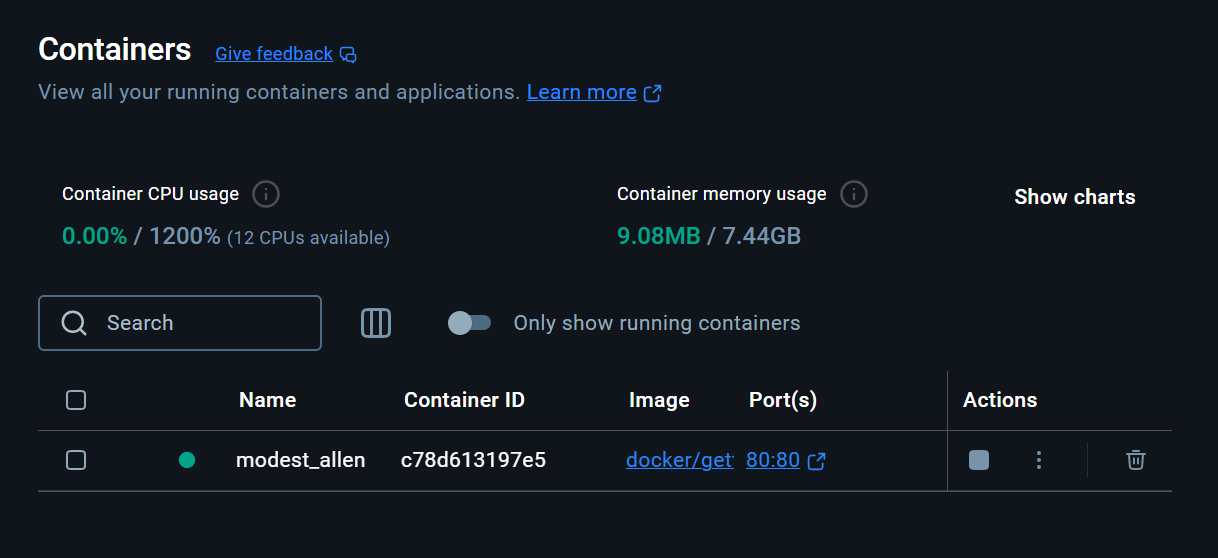 Containers Give feedback
View all your running containers and applications. Learn more
Container CPU usage
0.00% / 1200% (12 CPUs available)
Container memory usage
9.08MB / 7.44GB
Show charts
Search
Only show running containers
Name Container ID Image Port(s) Actions
modest_allen c78d613197e5 docker/get 80:80